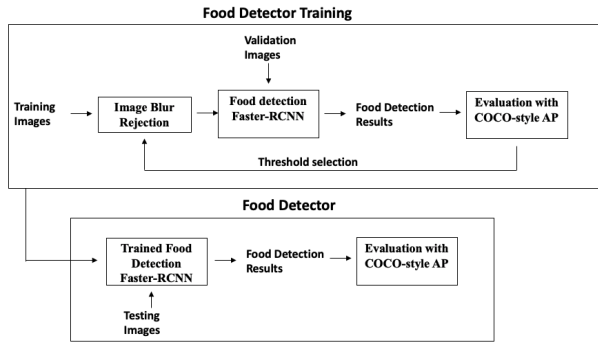 Food Detector Training
Validation
Images
Training
Images
Image Blur
Rejection
Food detection
Faster-RCNN
Food Detection
Results
Evaluation with
COCO-style AP
Threshold selection
Food Detector
Trained Food
Detection
Faster-RCNN
Food Detection
Results
Evaluation with
COCO-style AP
Testing
Images